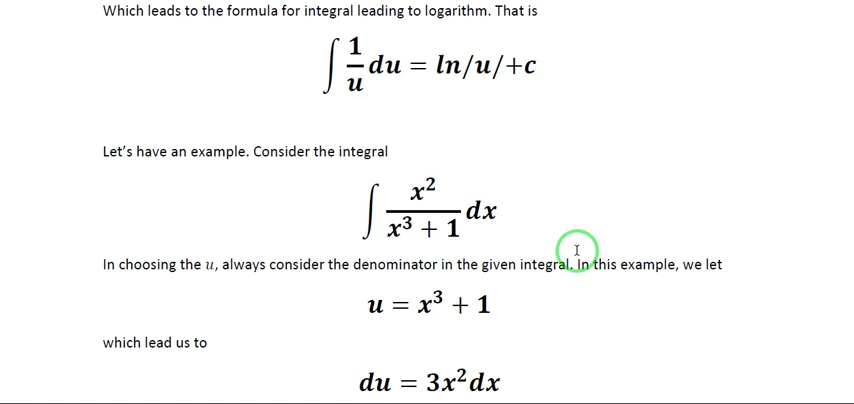 Which leads to the formula for integral leading to logarithm. That is
∫ 1/u du = ln/u/+c
Let's have an example. Consider the integral
∫ x²/(x³ + 1) dx
In choosing the u, always consider the denominator in the given integral. In this example, we let
u = x³ + 1
which lead us to
du = 3x²dx